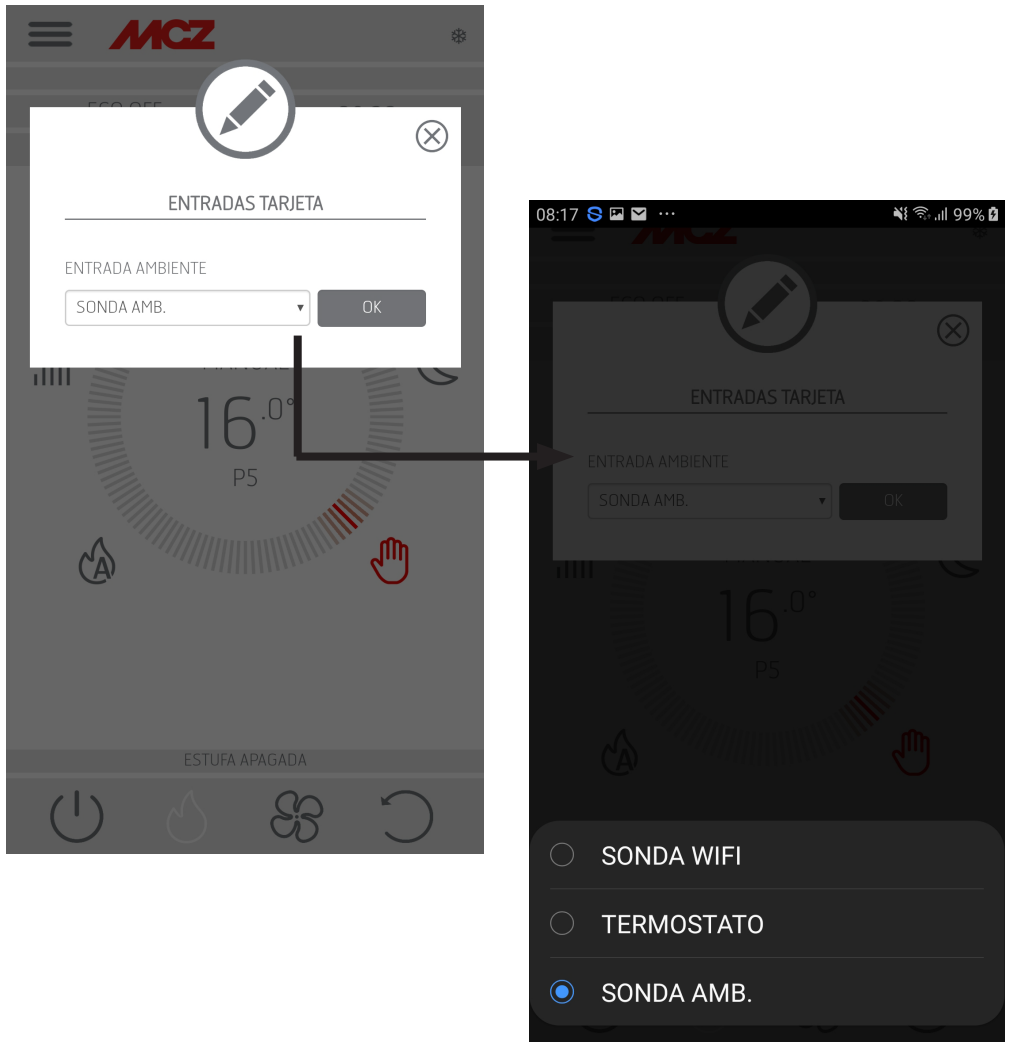 MCZ
ENTRADAS TARJETA
ENTRADA AMBIENTE
SONDA AMB.
OK
16.0°
P5
A
ESTUFA APAGADA
08:17
99%
ENTRADAS TARJETA
ENTRADA AMBIENTE
SONDA AMB.
OK
16.0°
P5
A
SONDA WIFI
TERMOSTATO
SONDA AMB.